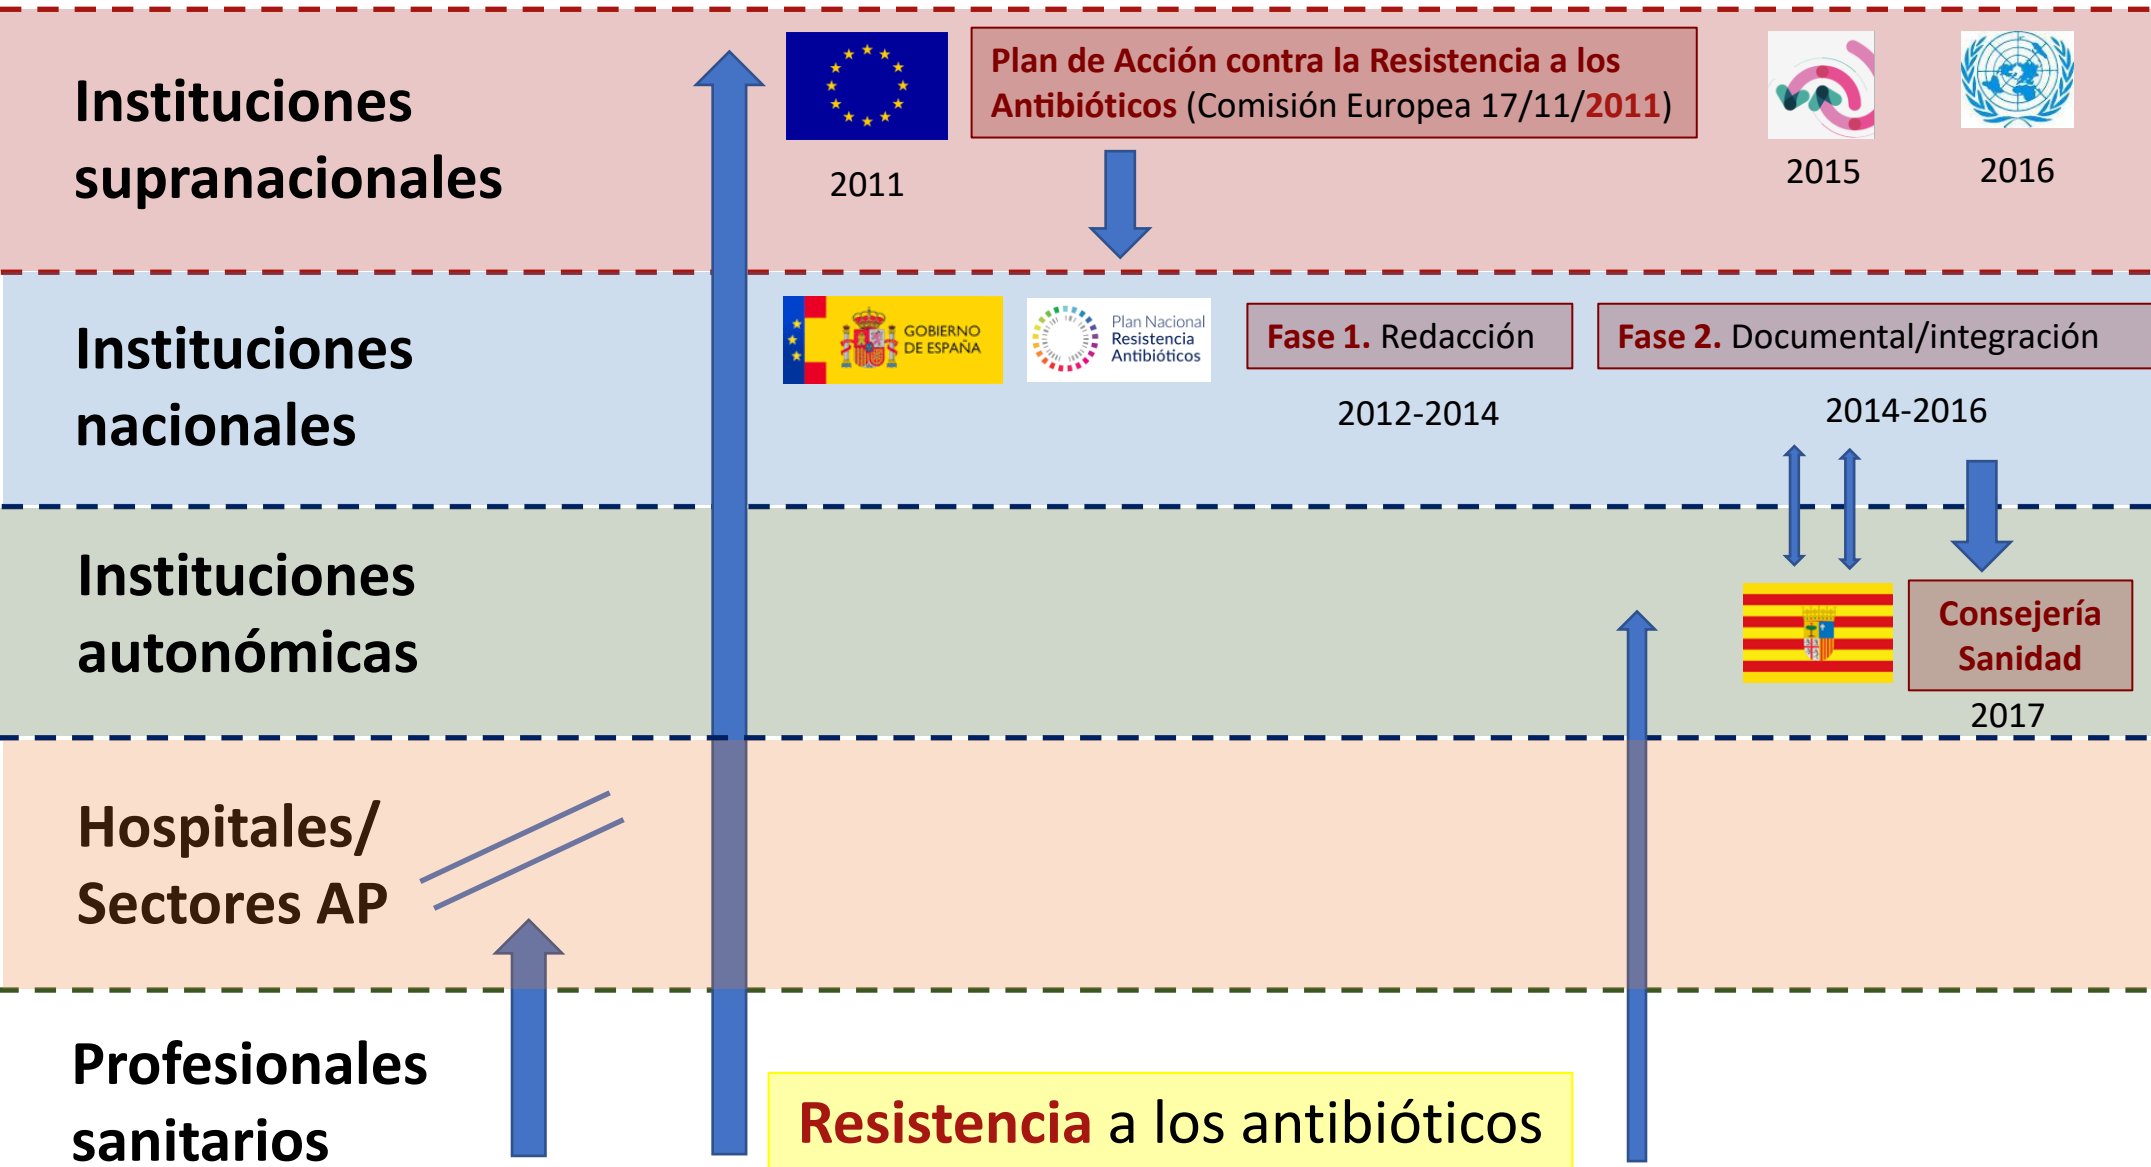 Instituciones
supranacionales
Plan de Acción contra la Resistencia a los
Antibióticos (Comisión Europea 17/11/2011)
2011
2015
2016
Instituciones
nacionales
GOBIERNO
DE ESPAÑA
Plan Nacional
Resistencia
Antibióticos
Fase 1. Redacción
Fase 2. Documental/integración
2012-2014
2014-2016
Instituciones
autonómicas
Consejería
Sanidad
2017
Hospitales/
Sectores AP
Profesionales
sanitarios
Resistencia a los antibióticos